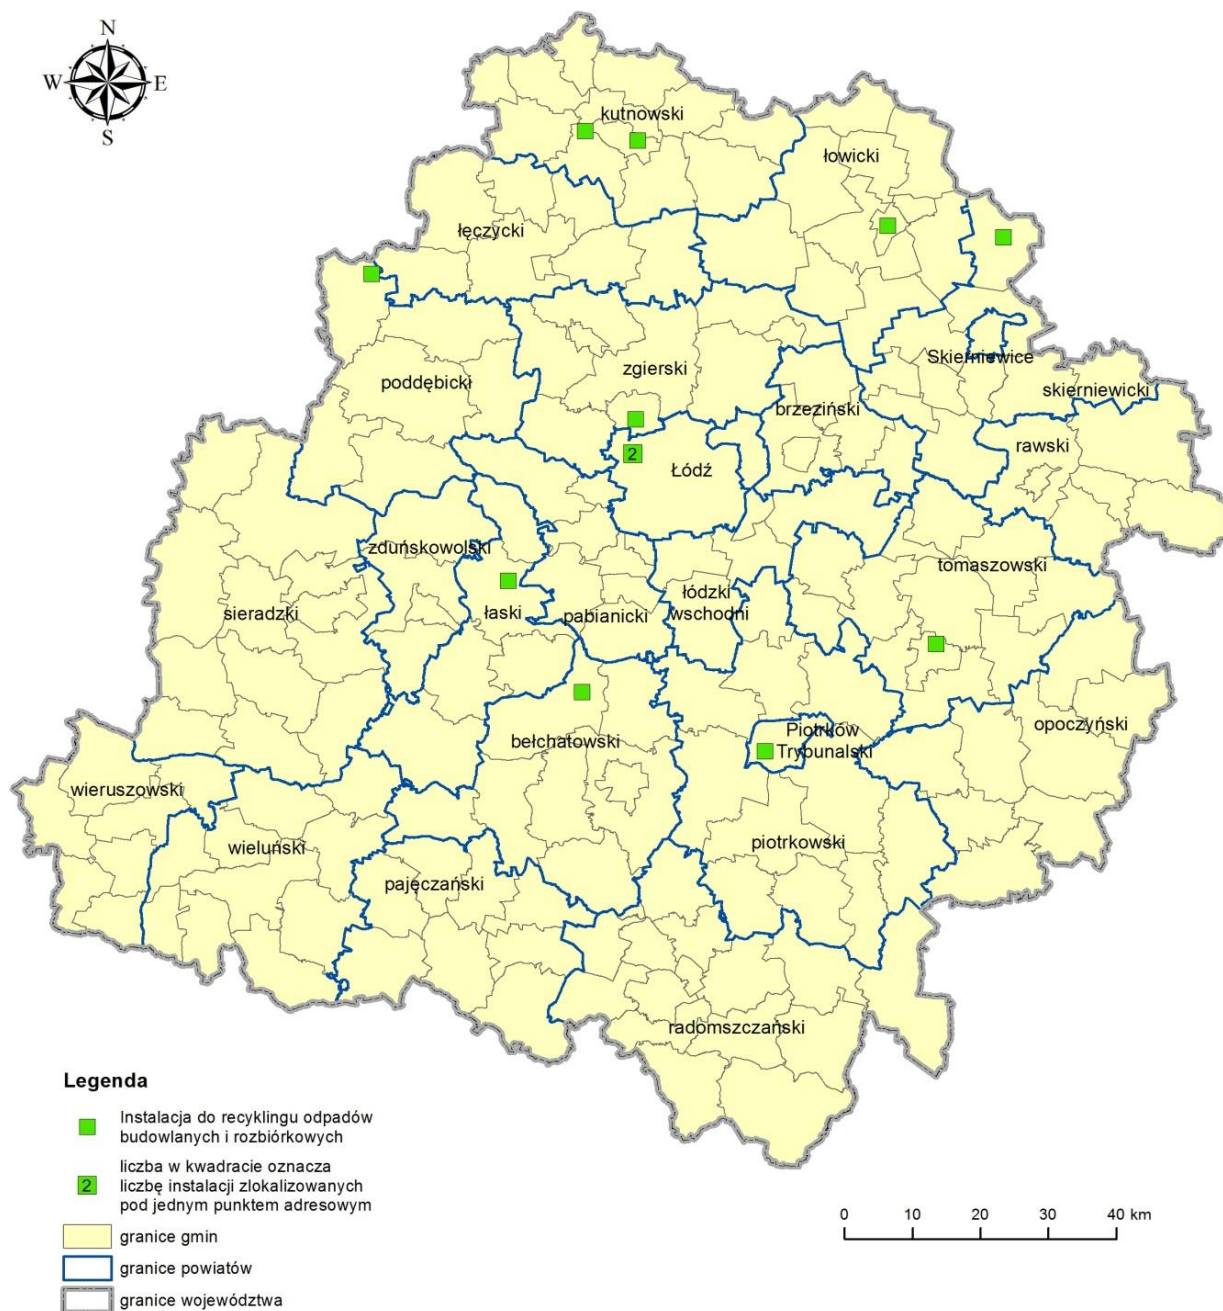 N
W E
S
kutnowski
łowicki
łęczycki
zgierski
Skierniewice
poddębickł
skierniewicki
brzeziński
rawski
2
Łódź
zduńskowolski
tomaszowski
sieradzki
łaski
pabianicki
łódzki
wschodni
opoczyński
Piotrków
Trybunalski
bełchatowski
wieruszowski
wieluński
piotrkowski
pajęczański
radomszczański
Legenda
Instalacja do recyklingu odpadów
budowlanych i rozbiórkowych
liczba w kwadracie oznacza
2 liczbę instalacji zlokalizowanych
pod jednym punktem adresowym
granice gmin
granice powiatów
granice województwa
0 10 20 30 40 km